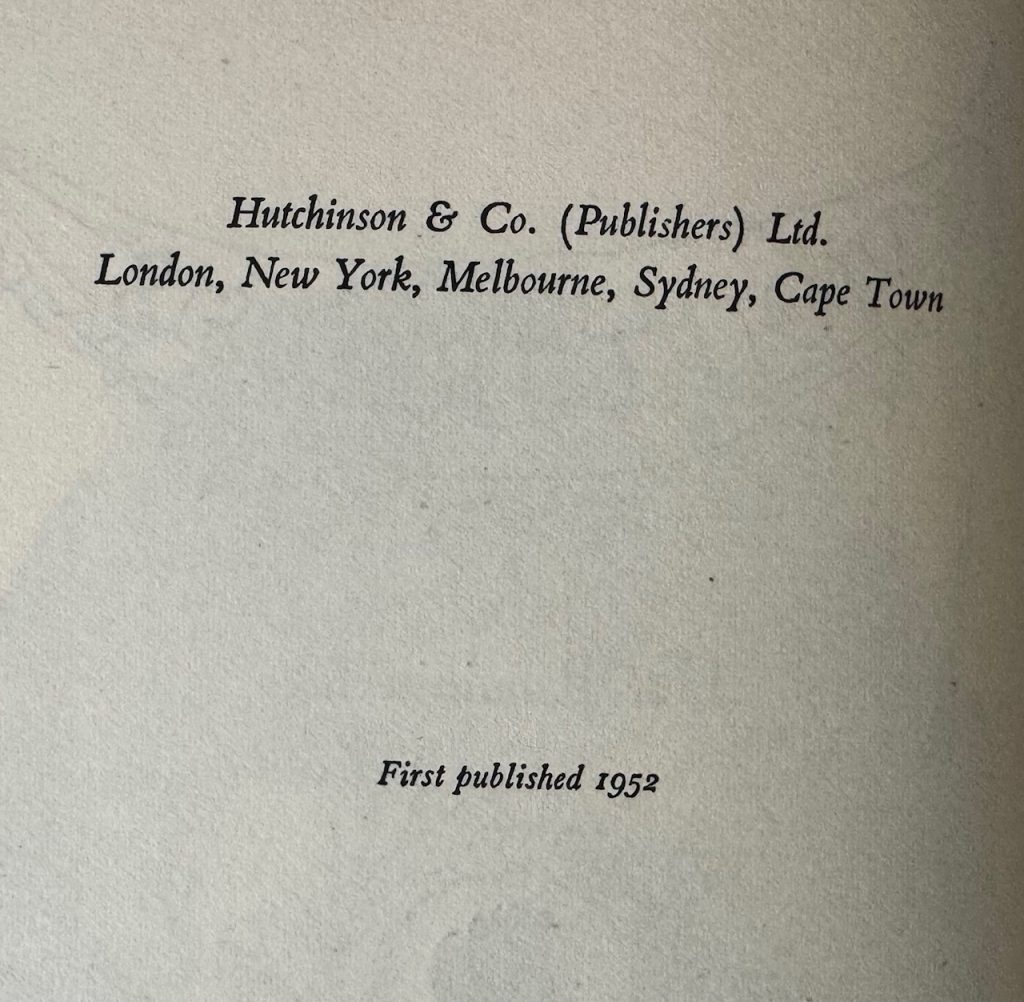 Hutchinson & Co. (Publishers) Ltd.
London, New York, Melbourne, Sydney, Cape Town
First published 1952